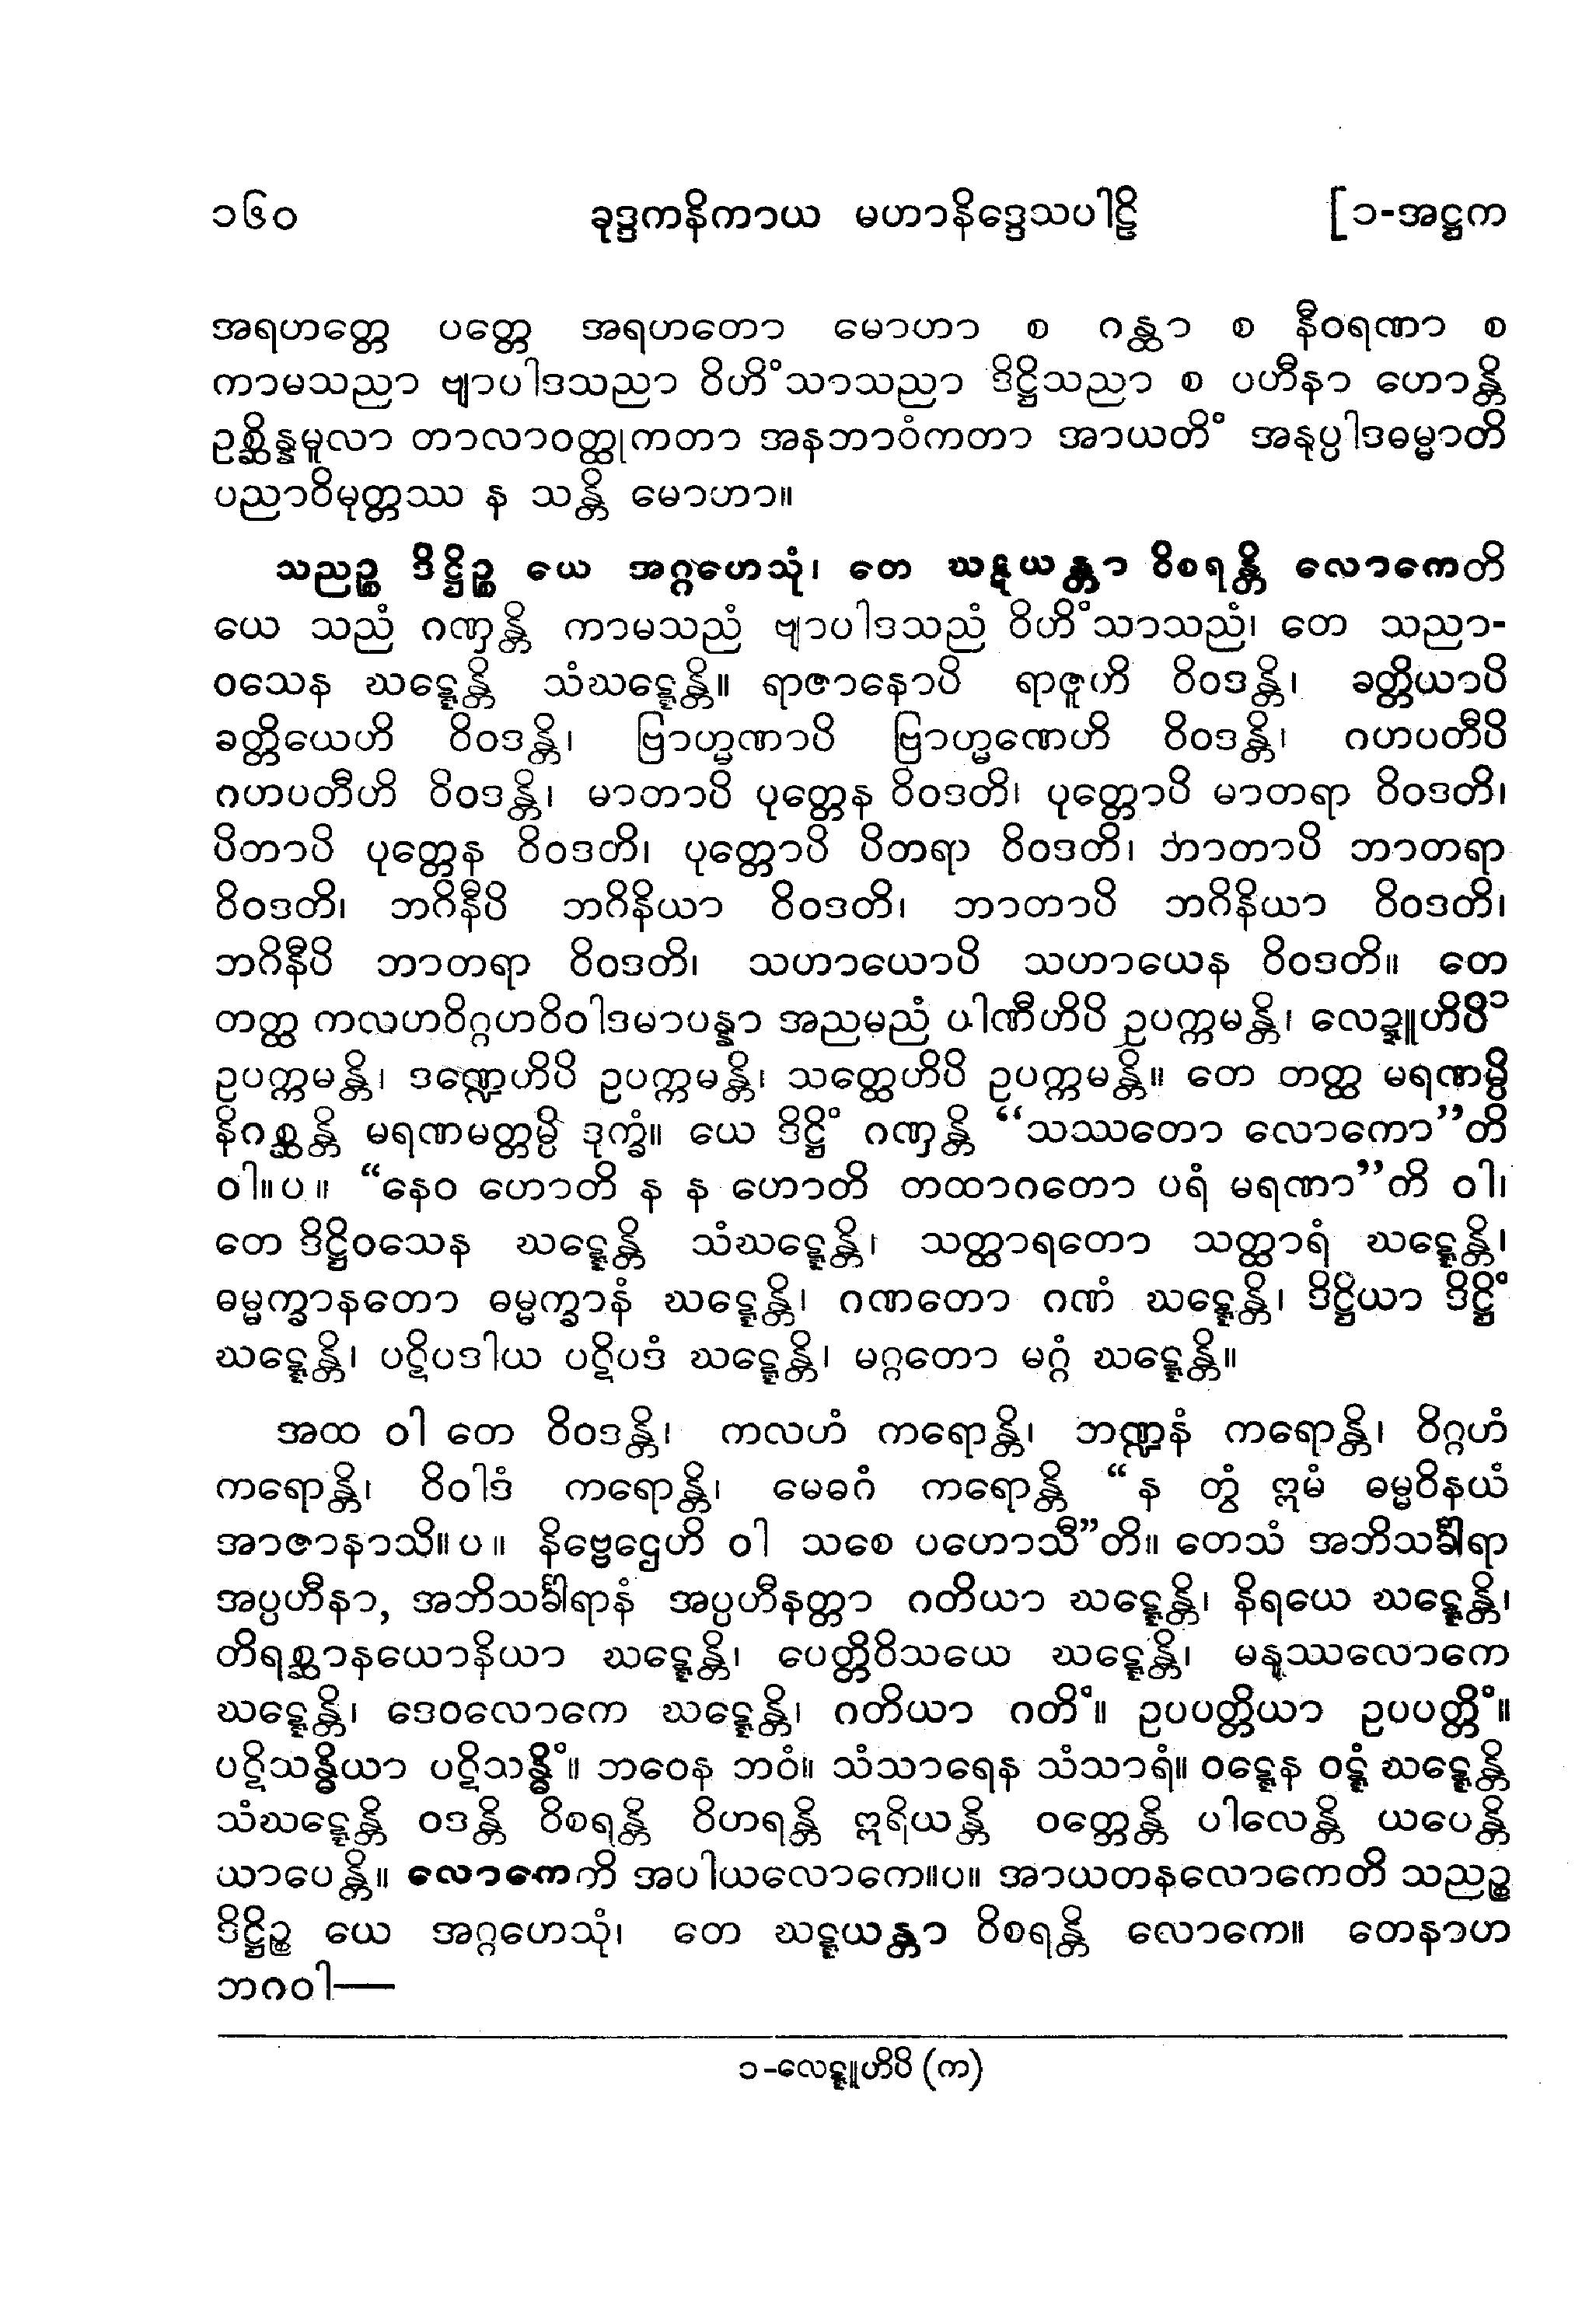 ၁၆၀ ခုဒ္ဒကနိကာယ မဟာနိဒ္ဒေသပါဠိ [၁-အဋ္ဌက
အရဟတ္တေ ပတ္တေ အရဟတော မောဟာ စ ဂန္ထာ စ နီဝရဏာ စ
ကာမသညာ ဗျာပါဒသညာ ဝိဟိံသာသညာ ဒိဋ္ဌိသညာ စ ပဟီနာ ဟောန္တိ
ဥစ္ဆိန္နမူလာ တာလာဝတ္ထုကတာ အနဘာဝံကတာ အာယတိံ အနုပ္ပါဒဓမ္မာတိ
ပညာဝိမုတ္တဿ န သန္တိ မောဟာ။
သညဉ္စ ဒိဋ္ဌိဉ္စ ယေ အဂ္ဂဟေသုံ၊ တေ ဃဋယန္တာ ဝိစရန္တိ လောကေတိ
ယေ သညံ ဂဏှန္တိ ကာမသညံ ဗျာပါဒသညံ ဝိဟိံသာသညံ၊ တေ သညာ-
ဝသေန ဃဋ္ဋေန္တိ သံဃဋ္ဋေန္တိ။ ရာဇာနောပိ ရာဇူဟိ ဝိဝဒန္တိ၊ ခတ္တိယာပိ
ခတ္တိယေဟိ ဝိဝဒန္တိ၊ ဗြာဟ္မဏာပိ ဗြာဟ္မဏေဟိ ဝိဝဒန္တိ၊ ဂဟပတီပိ
ဂဟပတီဟိ ဝိဝဒန္တိ၊ မာတာပိ ပုတ္တေန ဝိဝဒတိ၊ ပုတ္တောပိ မာတရာ ဝိဝဒတိ၊
ပိတာပိ ပုတ္တေန ဝိဝဒတိ၊ ပုတ္တောပိ ပိတရာ ဝိဝဒတိ၊ ဘာတာပိ ဘာတရာ
ဝိဝဒတိ၊ ဘဂိနီပိ ဘဂိနိယာ ဝိဝဒတိ၊ ဘာတာပိ ဘဂိနိယာ ဝိဝဒတိ၊
ဘဂိနီပိ ဘာတရာ ဝိဝဒတိ၊ သဟာယောပိ သဟာယေန ဝိဝဒတိ။ တေ
တတ္ထ ကလဟဝိဂ္ဂဟဝိဝါဒမာပန္နာ အညမညံ ပါဏီဟိပိ ဥပက္ကမန္တိ၊ လေဍ္ဍူဟိပိ၁
ဥပက္ကမန္တိ၊ ဒဏ္ဍေဟိပိ ဥပက္ကမန္တိ၊ သတ္ထေဟိပိ ဥပက္ကမန္တိ။ တေ တတ္ထ မရဏမ္ပိ
နိဂစ္ဆန္တိ မရဏမတ္တမ္ပိ ဒုက္ခံ။ ယေ ဒိဋ္ဌိံ ဂဏှန္တိ “သဿတော လောကော”တိ
ဝါ။ပ။ “နေဝ ဟောတိ န န ဟောတိ တထာဂတော ပရံ မရဏာ”တိ ဝါ၊
တေ ဒိဋ္ဌိဝသေန ဃဋ္ဋေန္တိ သံဃဋ္ဋေန္တိ၊ သတ္ထာရတော သတ္ထာရံ ဃဋ္ဋေန္တိ၊
ဓမ္မက္ခာနတော ဓမ္မက္ခာနံ ဃဋ္ဋေန္တိ၊ ဂဏတော ဂဏံ ဃဋ္ဋေန္တိ၊ ဒိဋ္ဌိယာ ဒိဋ္ဌိံ
ဃဋ္ဋေန္တိ၊ ပဋိပဒါယ ပဋိပဒံ ဃဋ္ဋေန္တိ၊ မဂ္ဂတော မဂ္ဂံ ဃဋ္ဋေန္တိ။
အထ ဝါ တေ ဝိဝဒန္တိ၊ ကလဟံ ကရောန္တိ၊ ဘဏ္ဍနံ ကရောန္တိ၊ ဝိဂ္ဂဟံ
ကရောန္တိ၊ ဝိဝါဒံ ကရောန္တိ၊ မေဓဂံ ကရောန္တိ “န တွံ ဣမံ ဓမ္မဝိနယံ
အာဇာနာသိ။ပ။ နိဗ္ဗေဌေဟိ ဝါ သစေ ပဟောသီ”တိ။ တေသံ အဘိသင်္ခါရာ
အပ္ပဟီနာ, အဘိသင်္ခါရာနံ အပ္ပဟီနတ္တာ ဂတိယာ ဃဋ္ဋေန္တိ၊ နိရယေ ဃဋ္ဋေန္တိ၊
တိရစ္ဆာနယောနိယာ ဃဋ္ဋေန္တိ၊ ပေတ္တိဝိသယေ ဃဋ္ဋေန္တိ၊ မနုဿလောကေ
ဃဋ္ဋေန္တိ၊ ဒေဝလောကေ ဃဋ္ဋေန္တိ၊ ဂတိယာ ဂတိံ။ ဥပပတ္တိယာ ဥပပတ္တိံ။
ပဋိသန္ဓိယာ ပဋိသန္ဓိံ။ ဘဝေန ဘဝံ။ သံသာရေန သံသာရံ။ ဝဋ္ဋေန ဝဋ္ဋံ ဃဋ္ဋေန္တိ
သံဃဋ္ဋေန္တိ ဝဒန္တိ ဝိစရန္တိ ဝိဟရန္တိ ဣရိယန္တိ ဝတ္တေန္တိ ပါလေန္တိ ယပေန္တိ
ယာပေန္တိ။ လောကေတိ အပါယလောကေ။ပ။ အာယတနလောကေတိ သညဉ္စ
ဒိဋ္ဌိဉ္စ ယေ အဂ္ဂဟေသုံ၊ တေ ဃဋ္ဋယန္တာ ဝိစရန္တိ လောကေ။ တေနာဟ
ဘဂဝါ—
၁-လေဋ္ဋူဟိပိ (က)